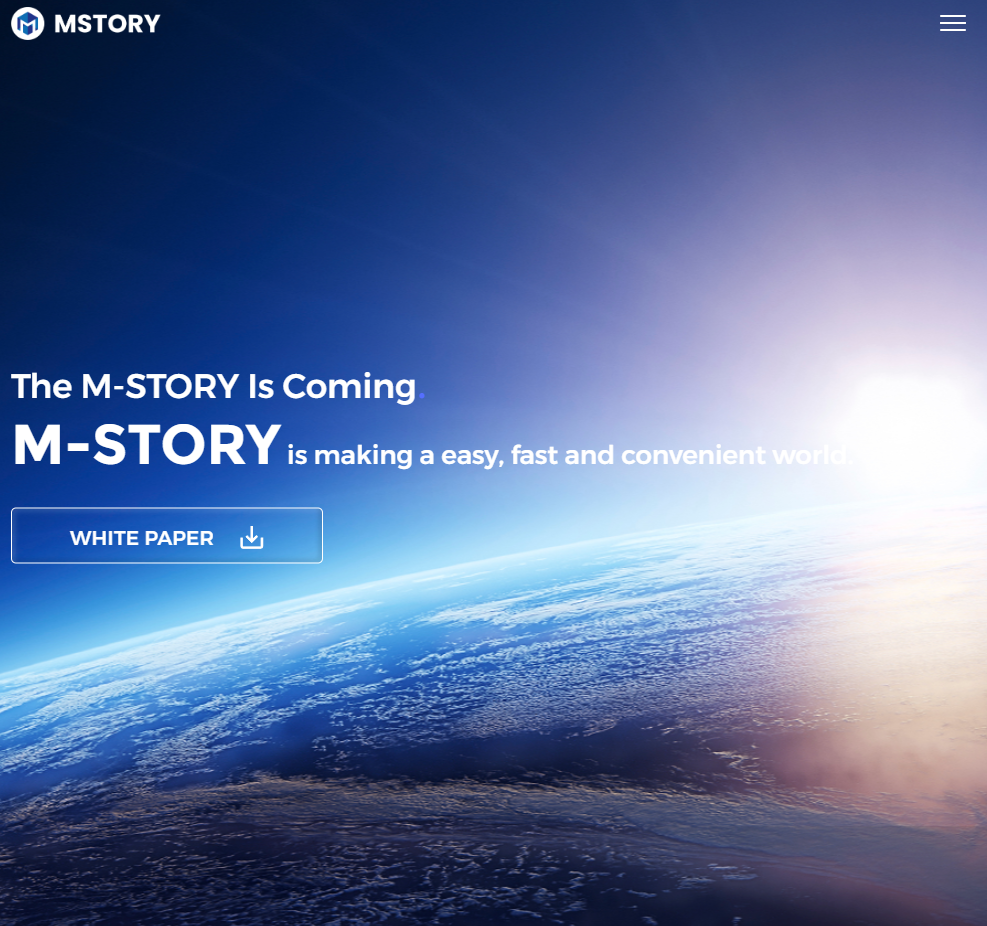 MSTORY
The M-STORY Is Coming.
M-STORY is making a easy, fast and convenient world.
WHITE PAPER